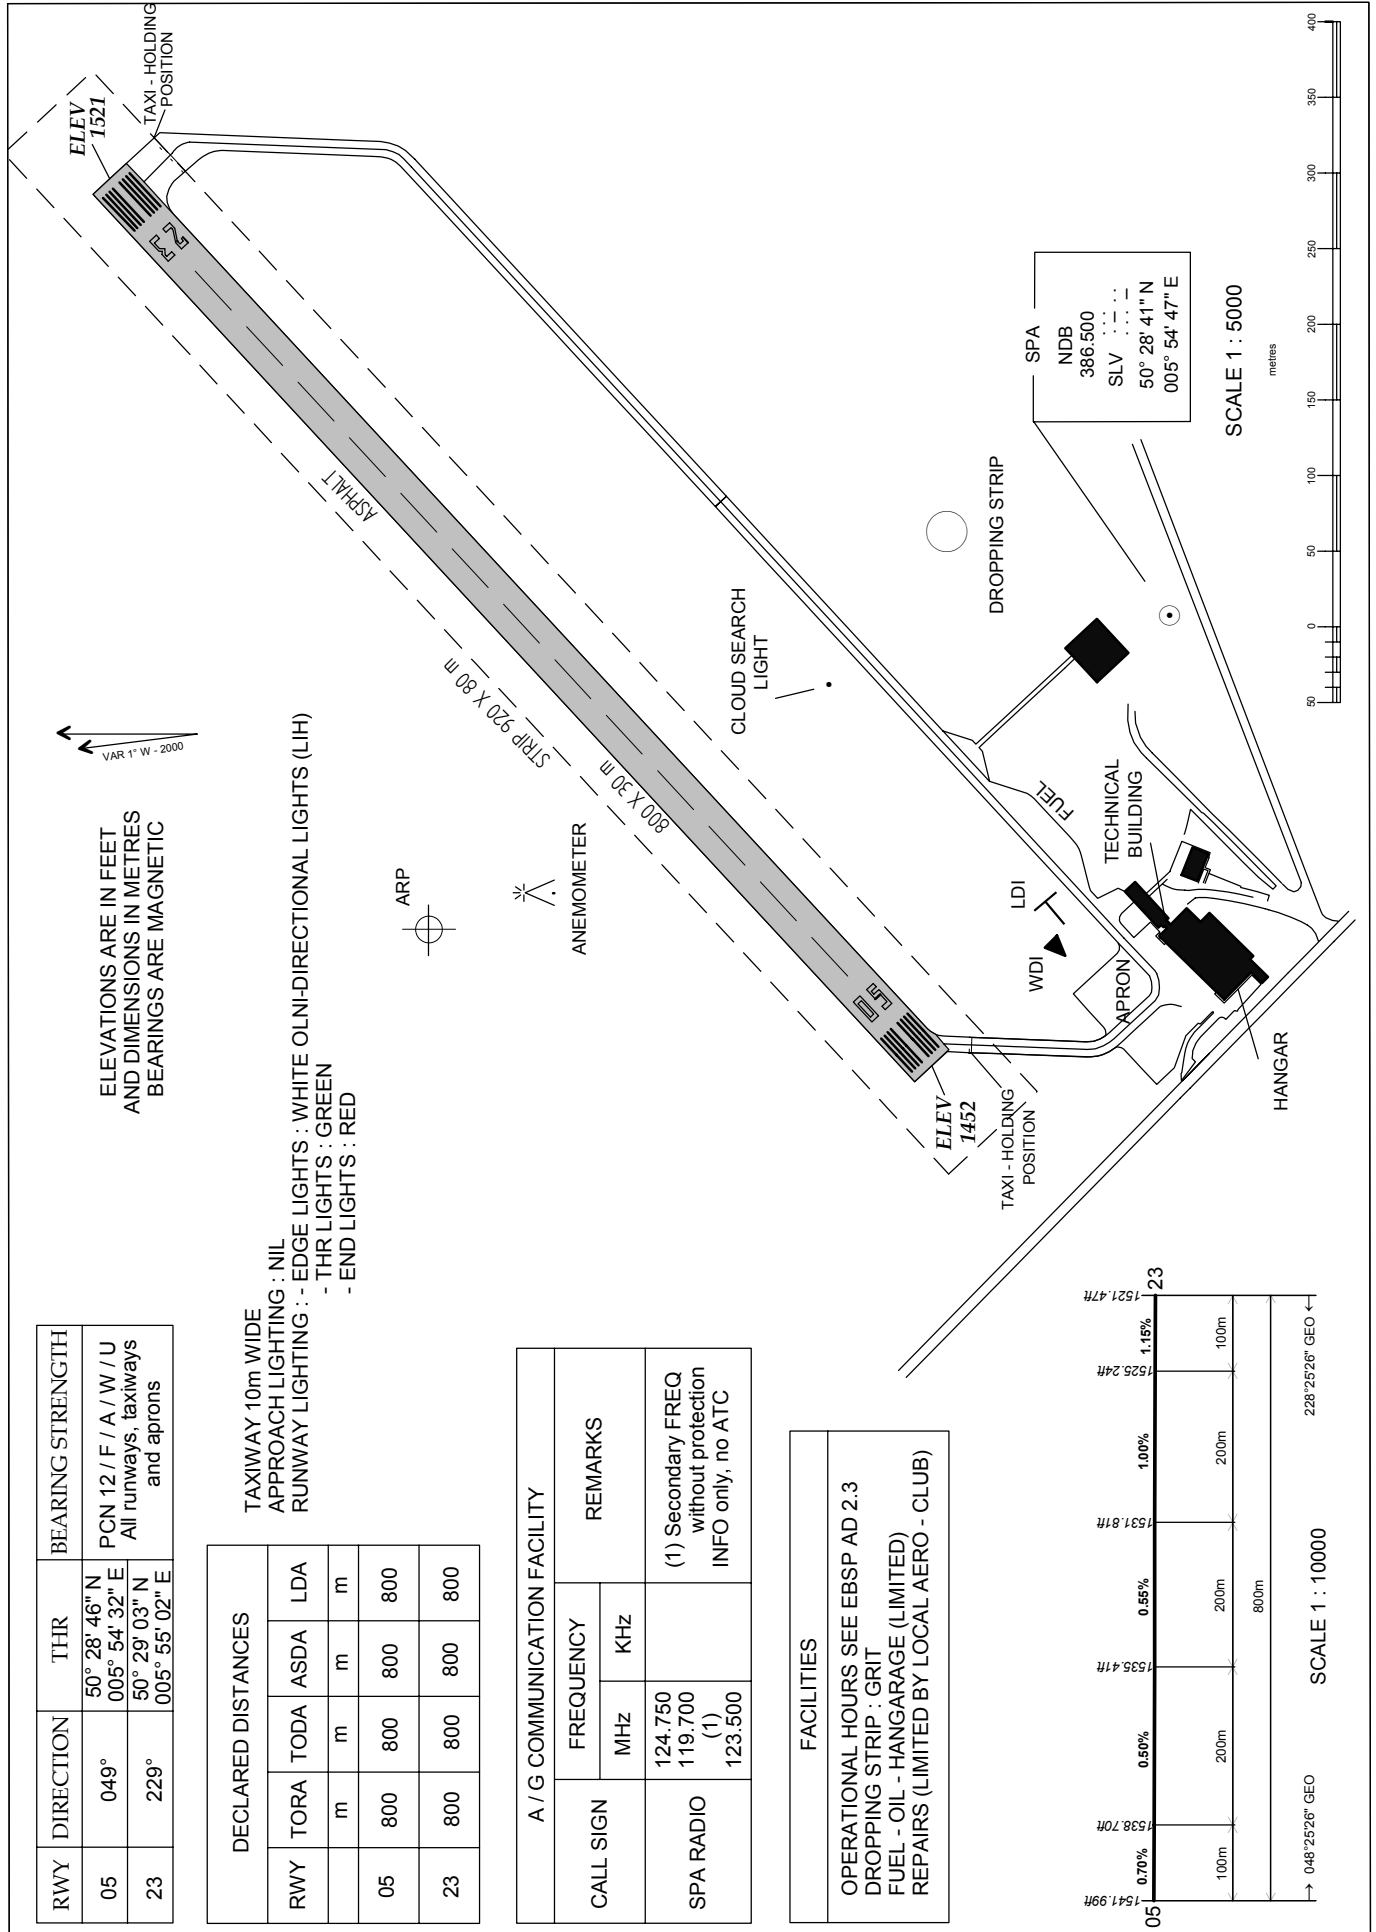 RWY DIRECTION THR BEARING STRENGTH
05 049° 50° 28' 46" N
005° 54' 32" E
23 229° 50° 29' 03" N
005° 55' 02" E
PCN 12 / F / A / W / U
All runways, taxiways
and aprons
ELEVATIONS ARE IN FEET
AND DIMENSIONS IN METRES
BEARINGS ARE MAGNETIC
VAR 1° W - 2000
DECLARED DISTANCES
RWY TORA TODA ASDA LDA
m m m m
05 800 800 800 800
23 800 800 800 800
TAXIWAY 10m WIDE
APPROACH LIGHTING : NIL
RUNWAY LIGHTING : - EDGE LIGHTS : WHITE OLNI-DIRECTIONAL LIGHTS (LIH)
- THR LIGHTS : GREEN
- END LIGHTS : RED
A / G COMMUNICATION FACILITY
CALL SIGN FREQUENCY REMARKS
MHz KHz
SPA RADIO
124.750
119.700
(1)
123.500
(1) Secondary FREQ
without protection
INFO only, no ATC
FACILITIES
OPERATIONAL HOURS SEE EBSP AD 2.3
DROPPING STRIP : GRIT
FUEL - OIL - HANGARAGE (LIMITED)
REPAIRS (LIMITED BY LOCAL AERO - CLUB)
05
23
1541.99ft
1538.70ft
1535.41ft
1531.81ft
1525.24ft
1521.47ft
0.70% 0.50% 0.55% 1.00% 1.15%
100m 200m 200m 200m 100m
800m
→ 048°25'26" GEO
228°25'26" GEO ←
SCALE 1 : 10000
ELEV
1521
TAXI - HOLDING
POSITION
23
ASPHALT
STRIP 920 X 80 m
800 X 30 m
ARP
ANEMOMETER
05
ELEV
1452
TAXI - HOLDING
POSITION
CLOUD SEARCH
LIGHT
DROPPING STRIP
FUEL
LDI
WDI
APRON
TECHNICAL
BUILDING
HANGAR
SPA
NDB
386.500
SLV
50° 28' 41" N
005° 54' 47" E
SCALE 1 : 5000
metres
50 0 50 100 150 200 250 300 350 400